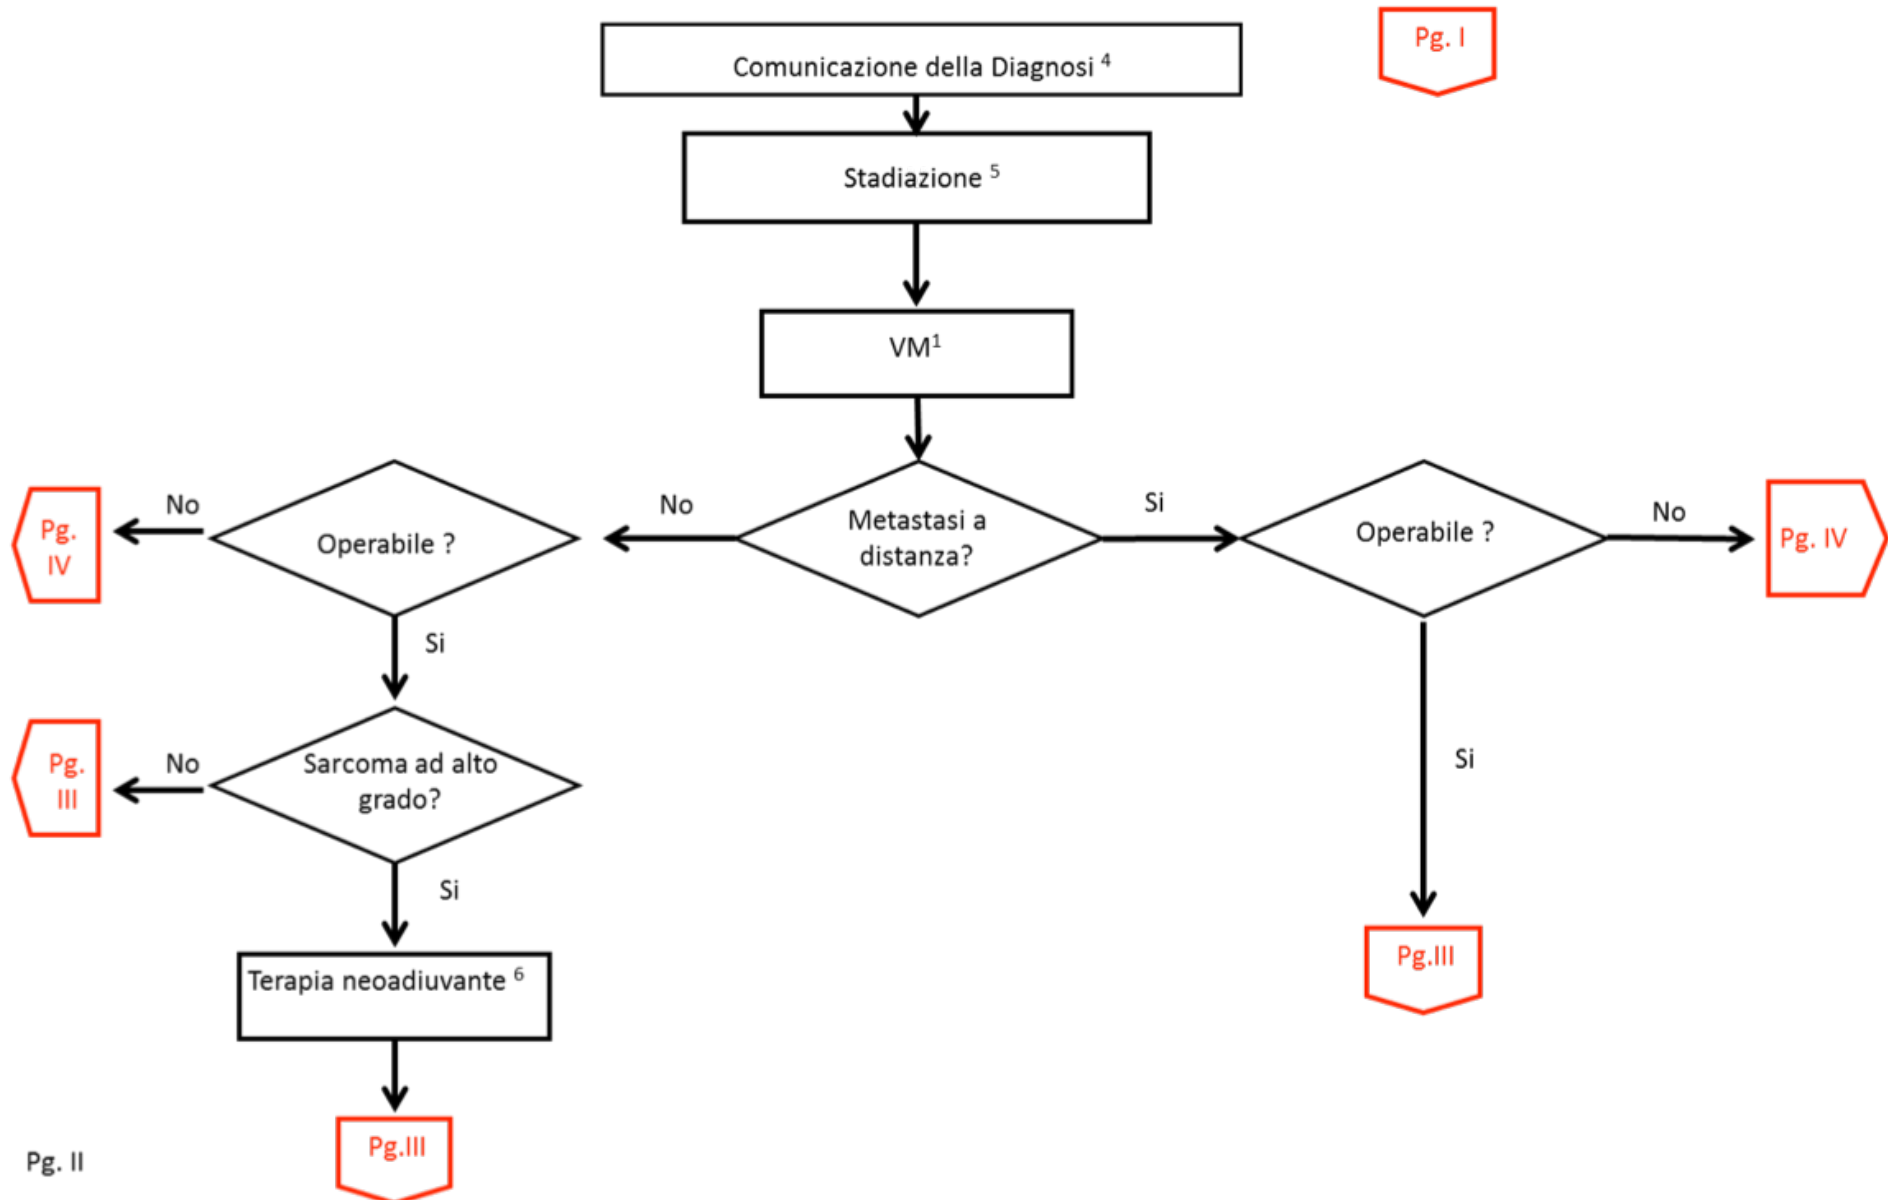 Pg. I
Comunicazione della Diagnosi ⁴
Stadiazione ⁵
VM¹
No
No
Si
No
Pg.
IV
Operabile ?
Metastasi a
distanza?
Operabile ?
Pg. IV
Si
No
Pg.
III
Sarcoma ad alto
grado?
Si
Si
Terapia neoadiuvante ⁶
Pg.III
Pg.III
Pg. II